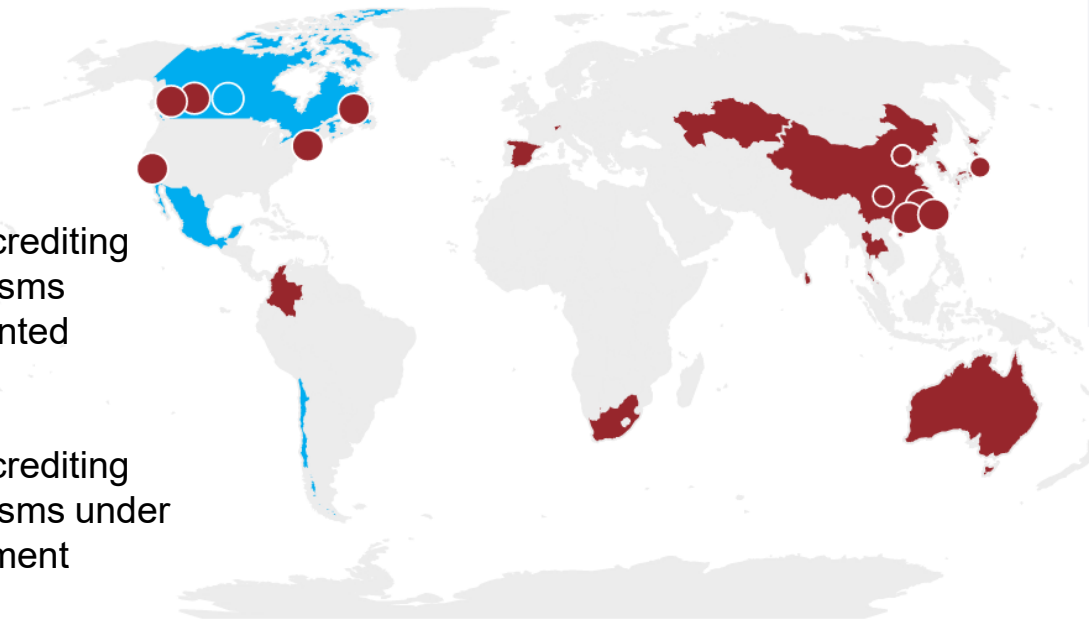 crediting
sms
nted
crediting
sms under
ment